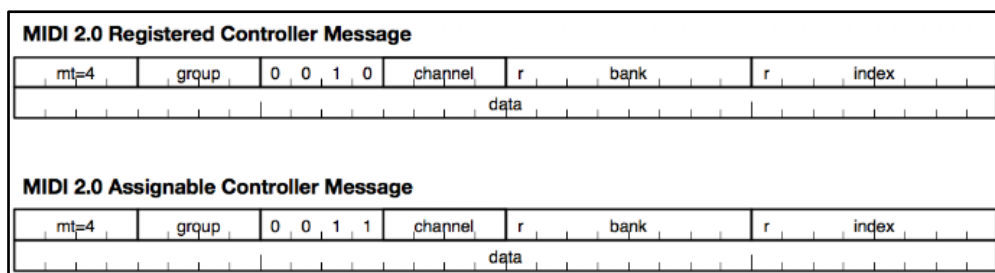 MIDI 2.0 Registered Controller Message
mt=4 group 0 0 1 0 channel r bank r index
data
MIDI 2.0 Assignable Controller Message
mt=4 group 0 0 1 1 channel r bank r index
data